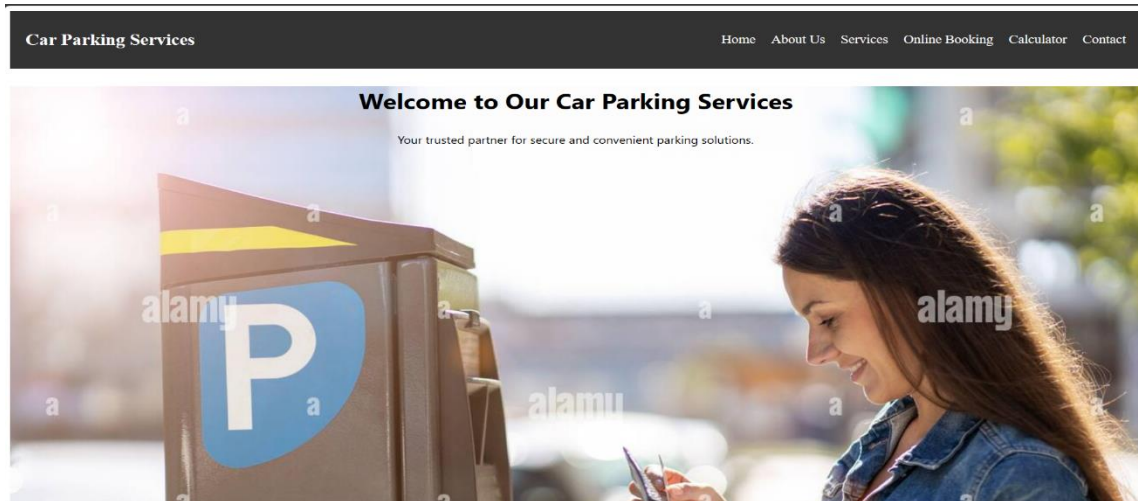 Car Parking Services
Home About Us Services Online Booking Calculator Contact
Welcome to Our Car Parking Services
Your trusted partner for secure and convenient parking solutions.
a
a
a
a
alamy
P
a
alamy
a
a
alamy
a
a
a
a
a